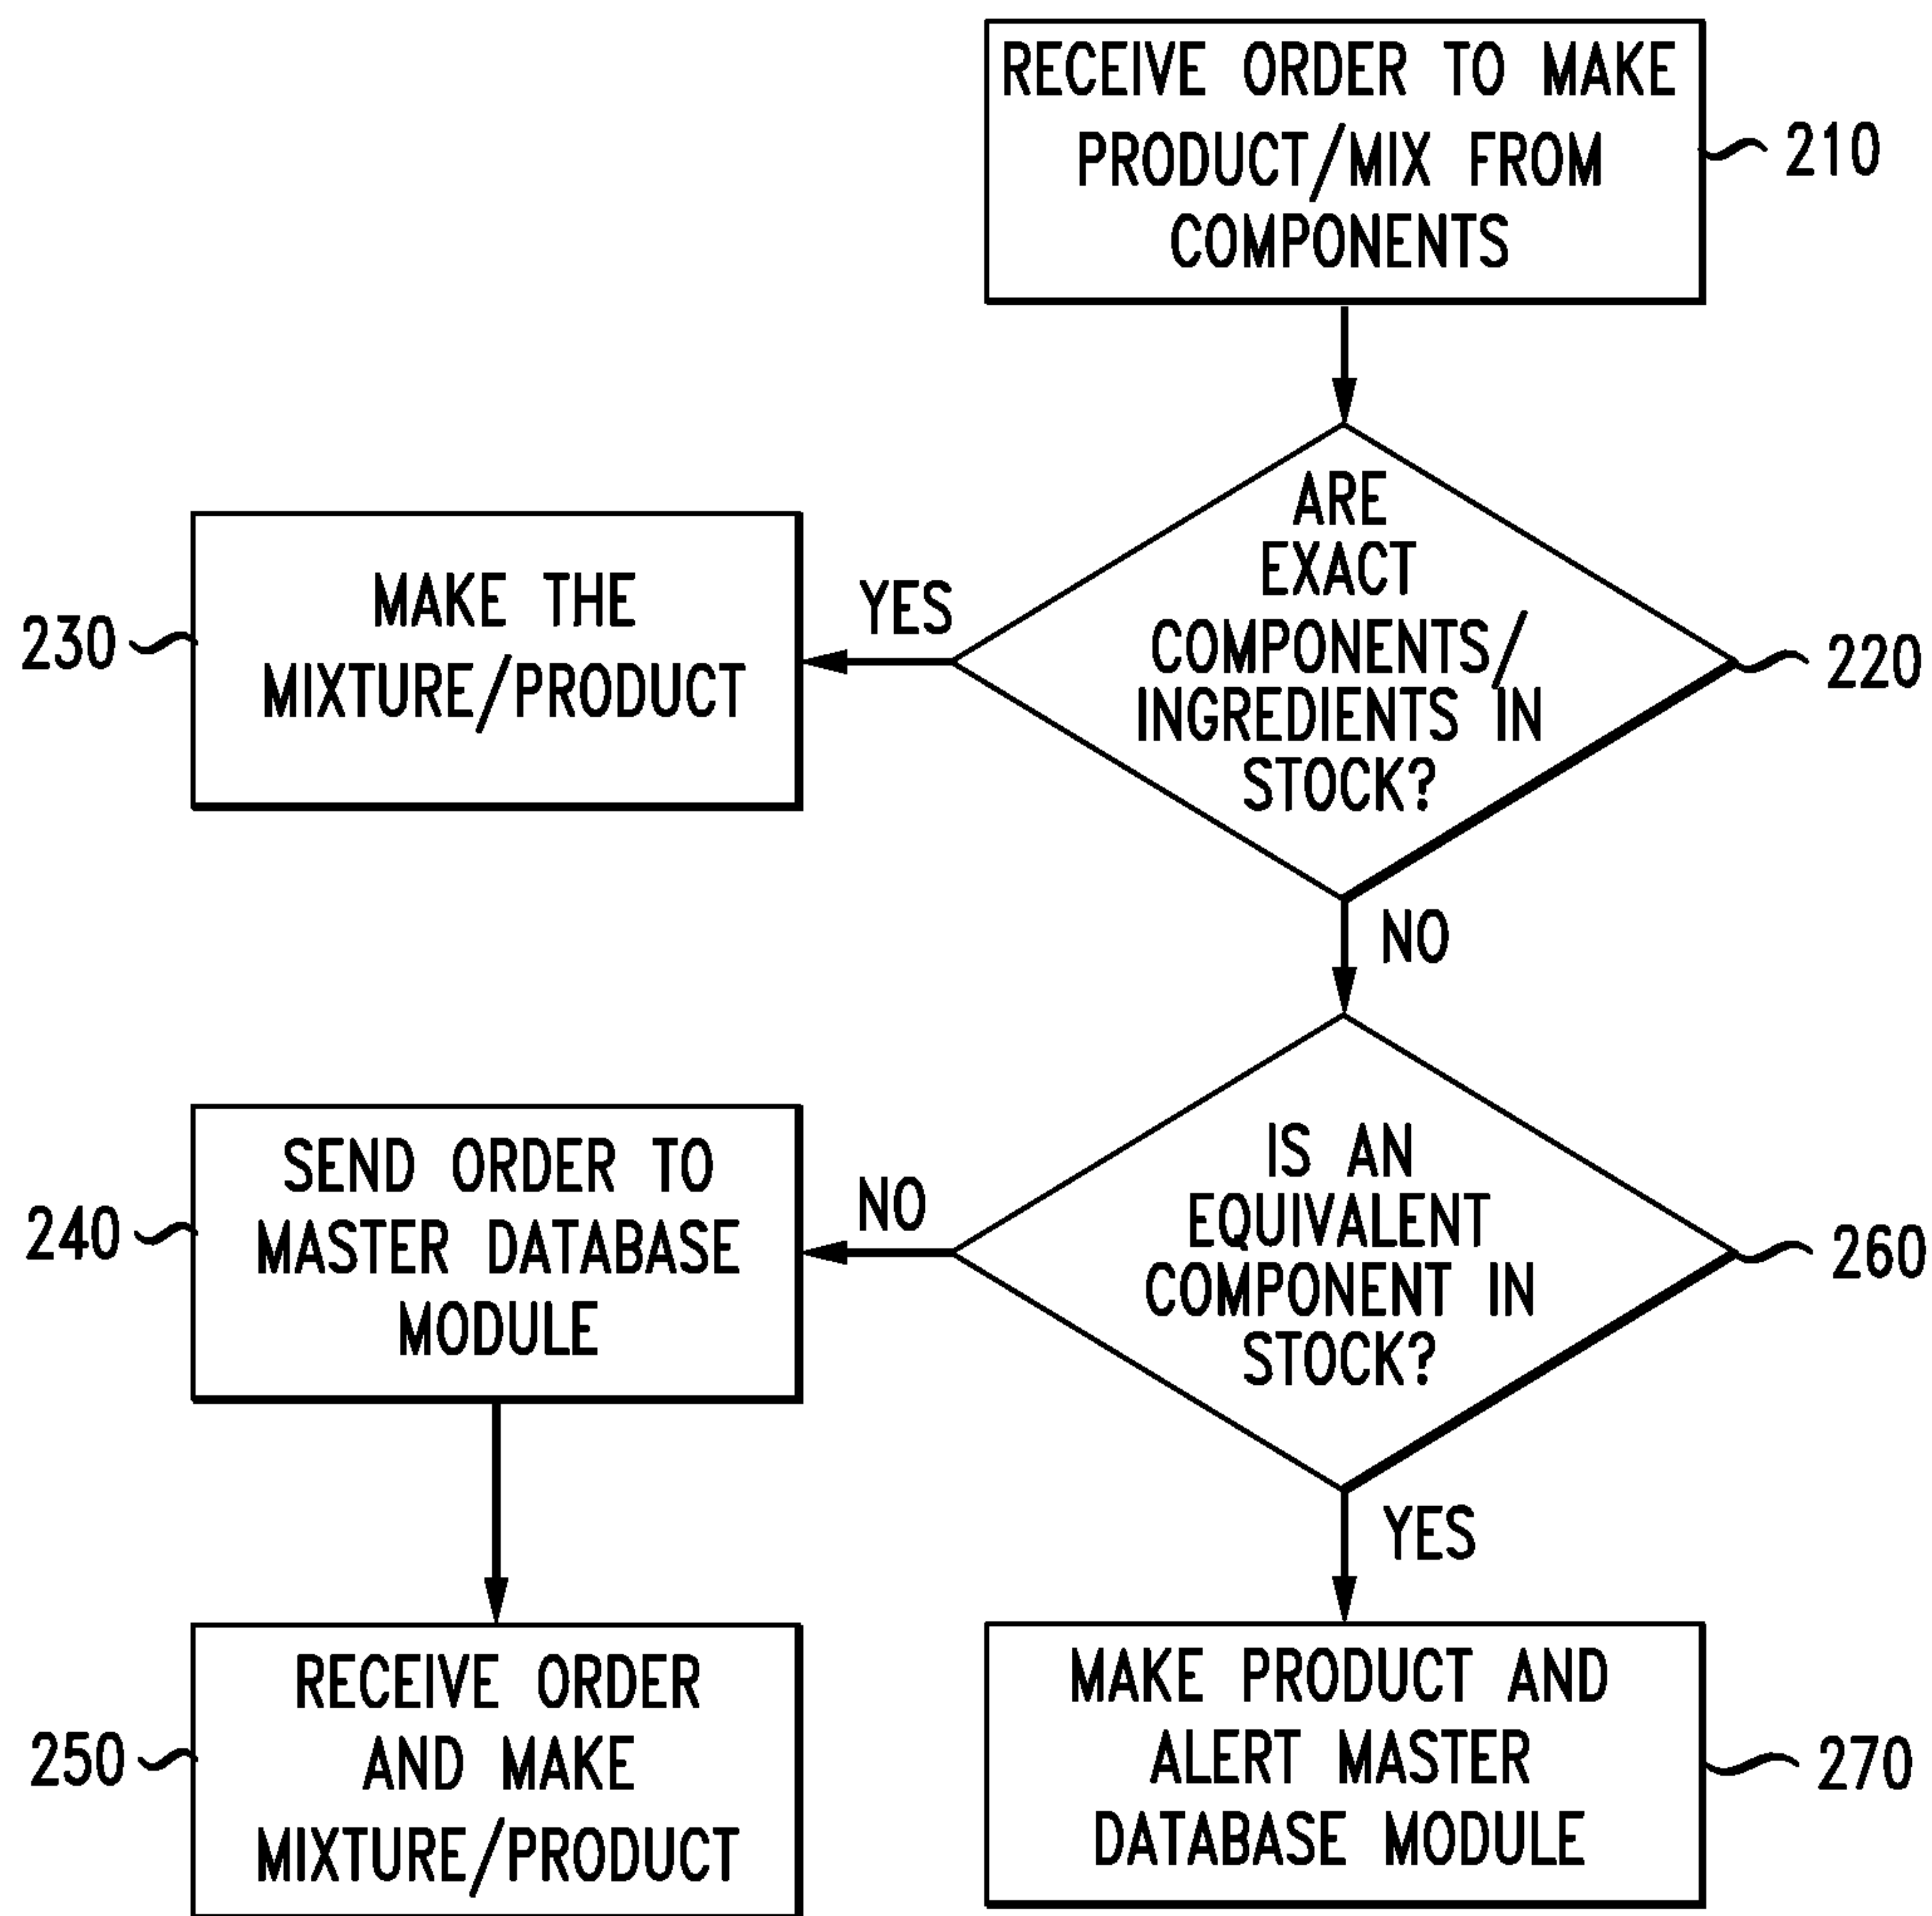 RECEIVE ORDER TO MAKE
PRODUCT/MIX FROM
COMPONENTS
210
ARE
EXACT
COMPONENTS/
INGREDIENTS IN
STOCK?
220
YES
MAKE THE
MIXTURE/PRODUCT
230
NO
IS AN
EQUIVALENT
COMPONENT IN
STOCK?
260
NO
SEND ORDER TO
MASTER DATABASE
MODULE
240
YES
RECEIVE ORDER
AND MAKE
MIXTURE/PRODUCT
250
MAKE PRODUCT AND
ALERT MASTER
DATABASE MODULE
270